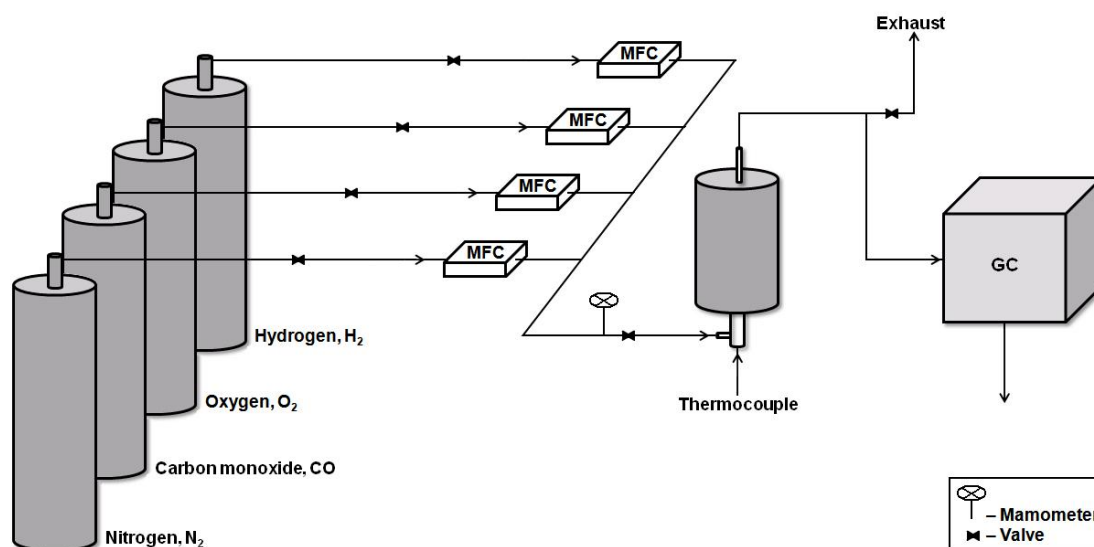 Exhaust
MFC
MFC
MFC
MFC
GC
Hydrogen, H₂
Oxygen, O₂
Thermocouple
Carbon monoxide, CO
Nitrogen, N₂
– Mamometer
– Valve